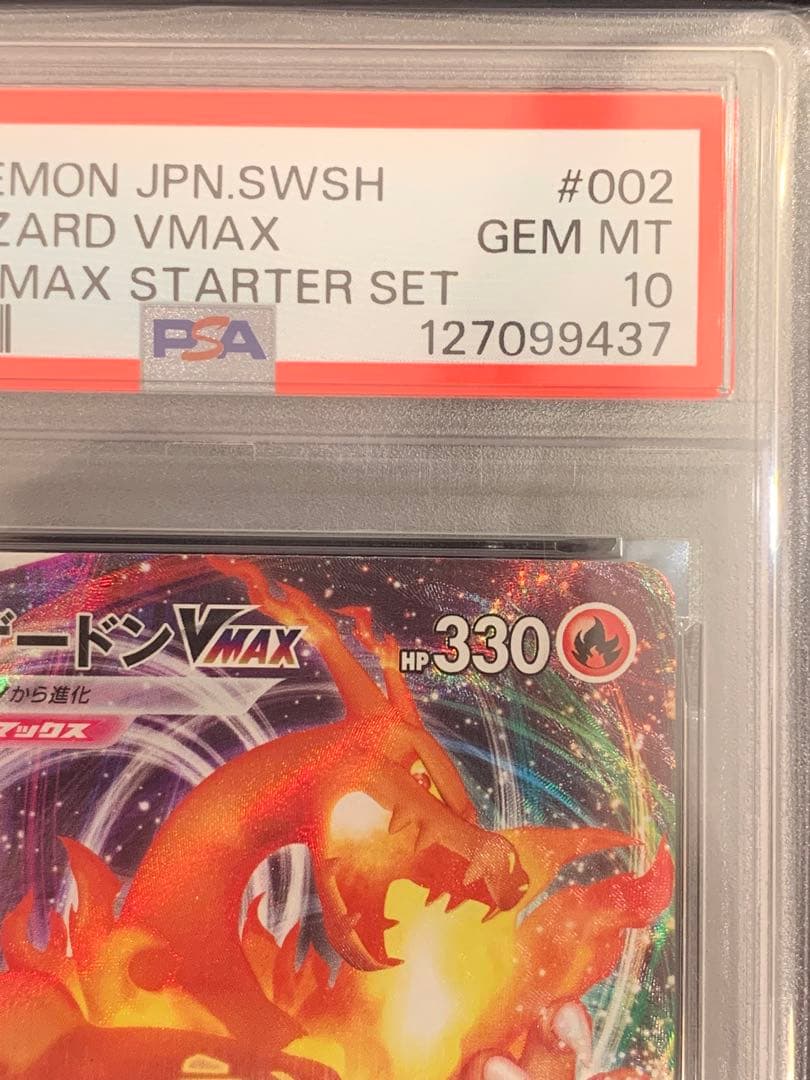 EMON JPN.SWSH #002
ZARD VMAX GEM MT
MAX STARTER SET 10
PSA 127099437
ザードンVMAX HP330
から進化
マックス